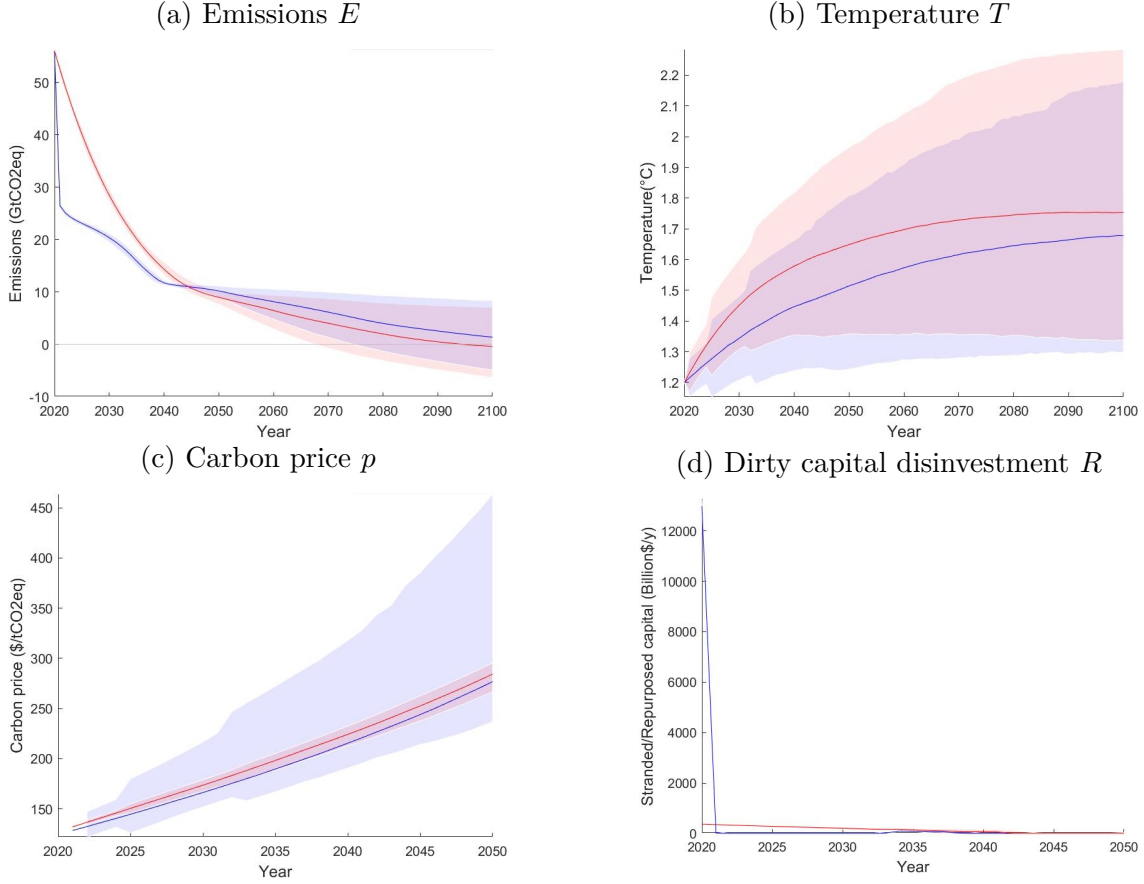 (a) Emissions E
(b) Temperature T
Emissions (GtCO2eq)
50
40
30
20
10
0
-10
2020 2030 2040 2050 2060 2070 2080 2090 2100
Year
Temperature(°C)
2.2
2.1
2
1.9
1.8
1.7
1.6
1.5
1.4
1.3
1.2
2020 2030 2040 2050 2060 2070 2080 2090 2100
Year
(c) Carbon price p
(d) Dirty capital disinvestment R
Carbon price ($/tCO2eq)
450
400
350
300
250
200
150
2020 2025 2030 2035 2040 2045 2050
Year
Stranded/Repurposed capital (Billion$/y)
12000
10000
8000
6000
4000
2000
0
2020 2025 2030 2035 2040 2045 2050
Year